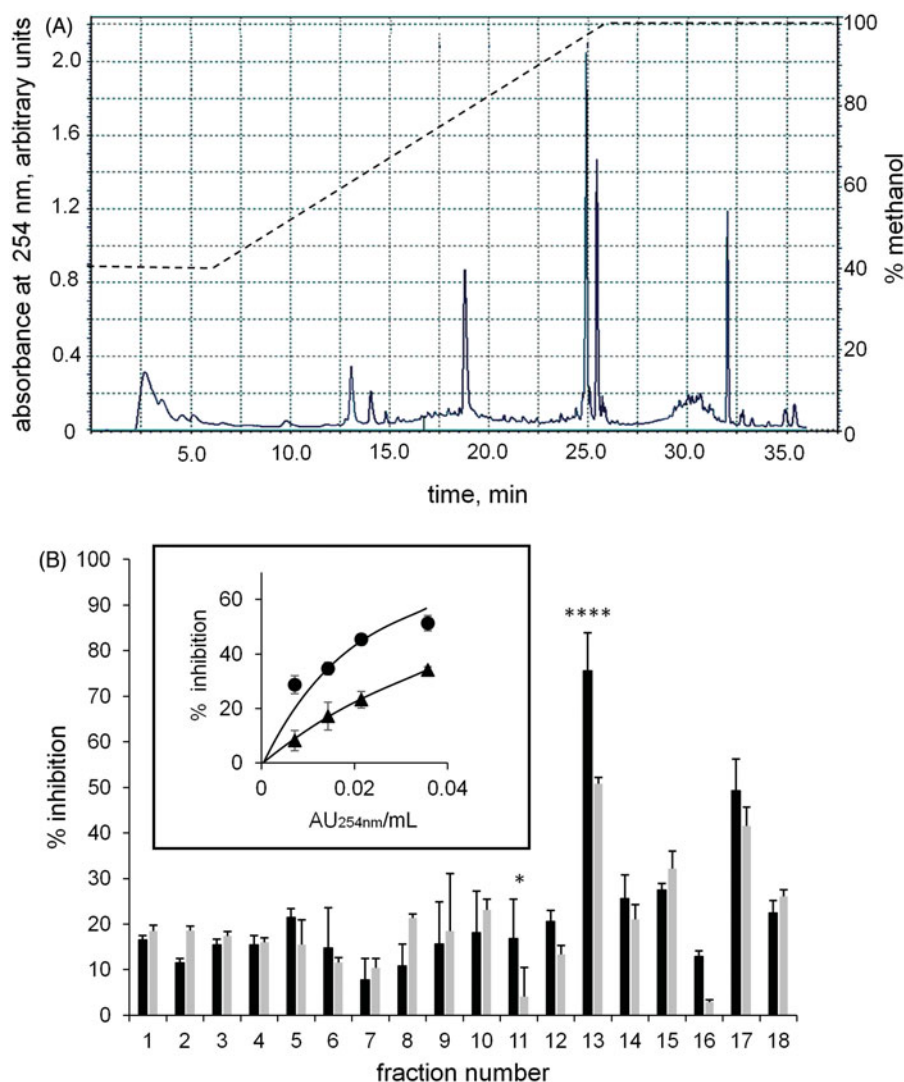 (A)
absorbance at 254 nm, arbitrary units
2.0
1.6
1.2
0.8
0.4
0
100
80
60
40
20
0
% methanol
5.0 10.0 15.0 20.0 25.0 30.0 35.0
time, min
(B)
% inhibition
100
90
80
70
60
50
40
30
20
10
0
% inhibition
60
40
20
0
0 0.02 0.04
AU254nm/mL
*
****
1 2 3 4 5 6 7 8 9 10 11 12 13 14 15 16 17 18
fraction number